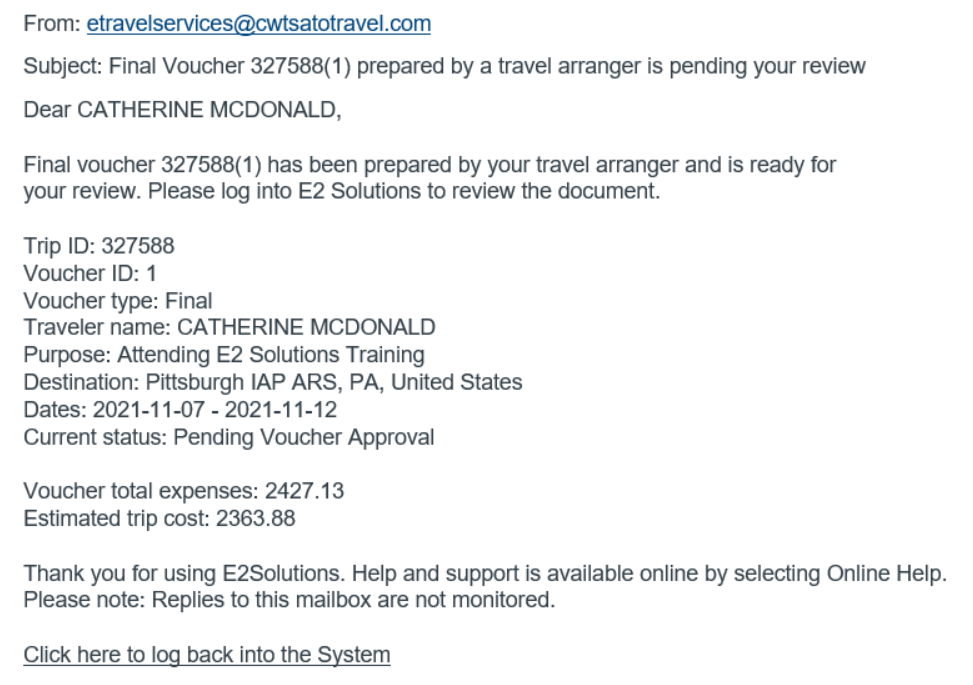 From: etravelservices@cwtsatotravel.com
Subject: Final Voucher 327588(1) prepared by a travel arranger is pending your review
Dear CATHERINE MCDONALD,
Final voucher 327588(1) has been prepared by your travel arranger and is ready for
your review. Please log into E2 Solutions to review the document.
Trip ID: 327588
Voucher ID: 1
Voucher type: Final
Traveler name: CATHERINE MCDONALD
Purpose: Attending E2 Solutions Training
Destination: Pittsburgh IAP ARS, PA, United States
Dates: 2021-11-07 - 2021-11-12
Current status: Pending Voucher Approval
Voucher total expenses: 2427.13
Estimated trip cost: 2363.88
Thank you for using E2Solutions. Help and support is available online by selecting Online Help.
Please note: Replies to this mailbox are not monitored.
Click here to log back into the System